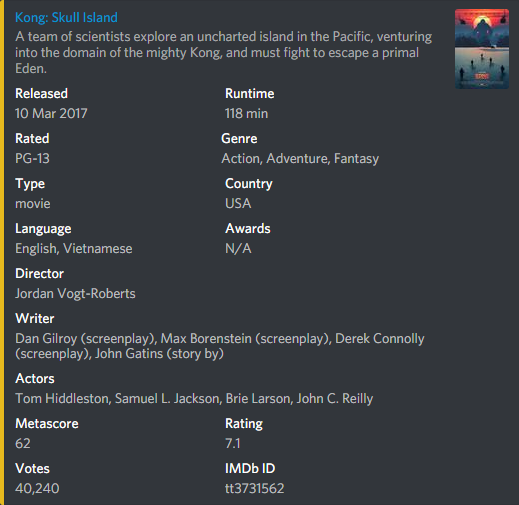 Kong: Skull Island
A team of scientists explore an uncharted island in the Pacific, venturing
into the domain of the mighty Kong, and must fight to escape a primal
Eden.
Released Runtime
10 Mar 2017 118 min
Rated Genre
PG-13 Action, Adventure, Fantasy
Type Country
movie USA
Language Awards
English, Vietnamese N/A
Director
Jordan Vogt-Roberts
Writer
Dan Gilroy (screenplay), Max Borenstein (screenplay), Derek Connolly
(screenplay), John Gatins (story by)
Actors
Tom Hiddleston, Samuel L. Jackson, Brie Larson, John C. Reilly
Metascore Rating
62 7.1
Votes IMDb ID
40,240 tt3731562